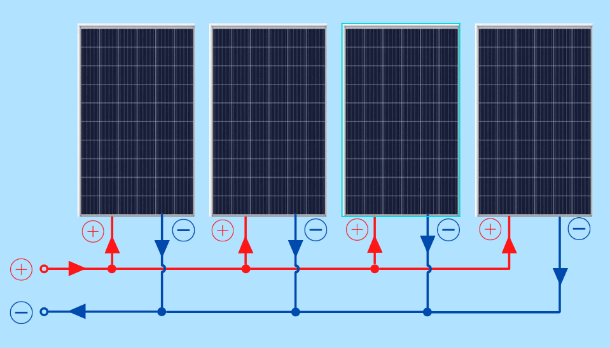 + − + − + − + −
+
−